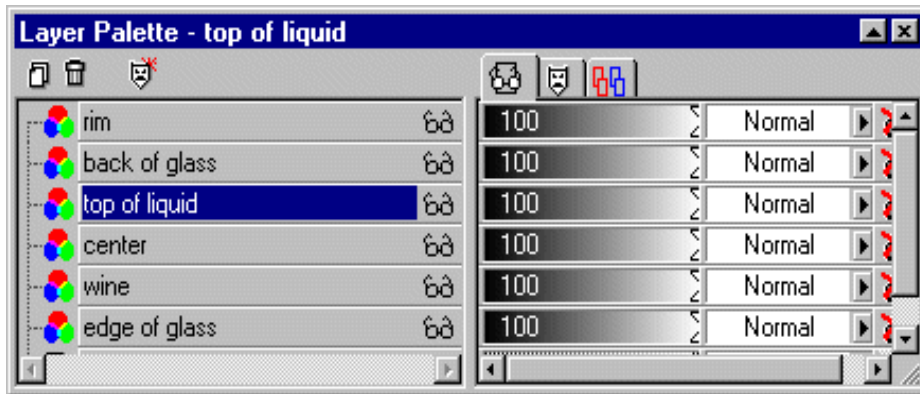 Layer Palette - top of liquid
rim 100 Normal
back of glass 100 Normal
top of liquid 100 Normal
center 100 Normal
wine 100 Normal
edge of glass 100 Normal